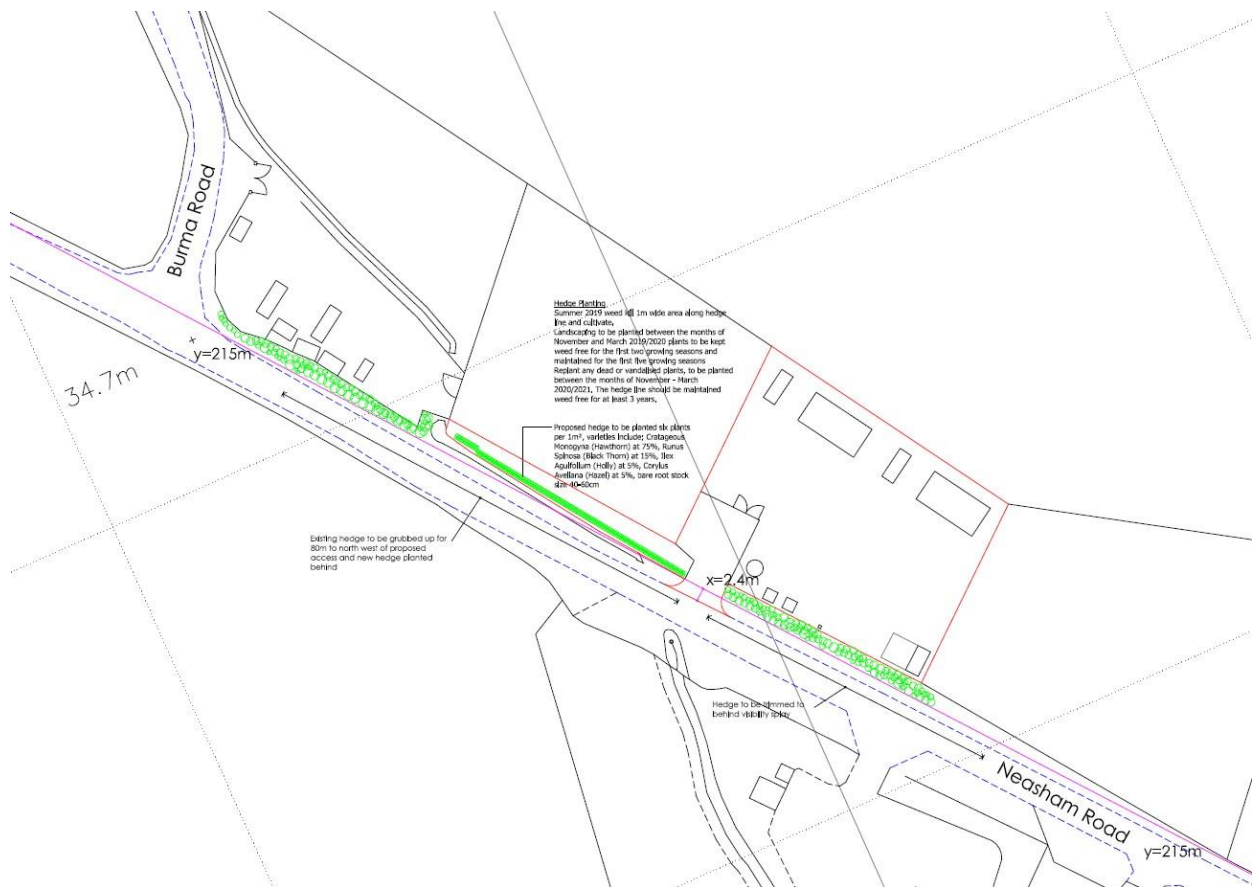 Burma Road
y=215m
34.7m
Hedge Planting
Summer 2019 weed kill 1m wide area along hedge
line and cultivate.
Landscaping to be planted between the months of
November and March 2019/2020 plants to be kept
weed free for the first two growing seasons and
maintained for the first five growing seasons
Replant any dead or vandalised plants, to be planted
between the months of November - March
2020/2021. The hedge line should be maintained
weed free for at least 3 years.
Proposed hedge to be planted six plants
per 1m², varieties include; Crataegous
Monogyna (Hawthorn) at 75%, Runus
Spinosa (Black Thorn) at 15%, Ilex
Aguifolium (Holly) at 5%, Corylus
Avellana (Hazel) at 5%, bare root stock
size 40-60cm
Existing hedge to be grubbed up for
80m to north west of proposed
access and new hedge planted
behind
x=2.4m
Hedge to be trimmed to
behind visibility splay
Neasham Road
y=215m